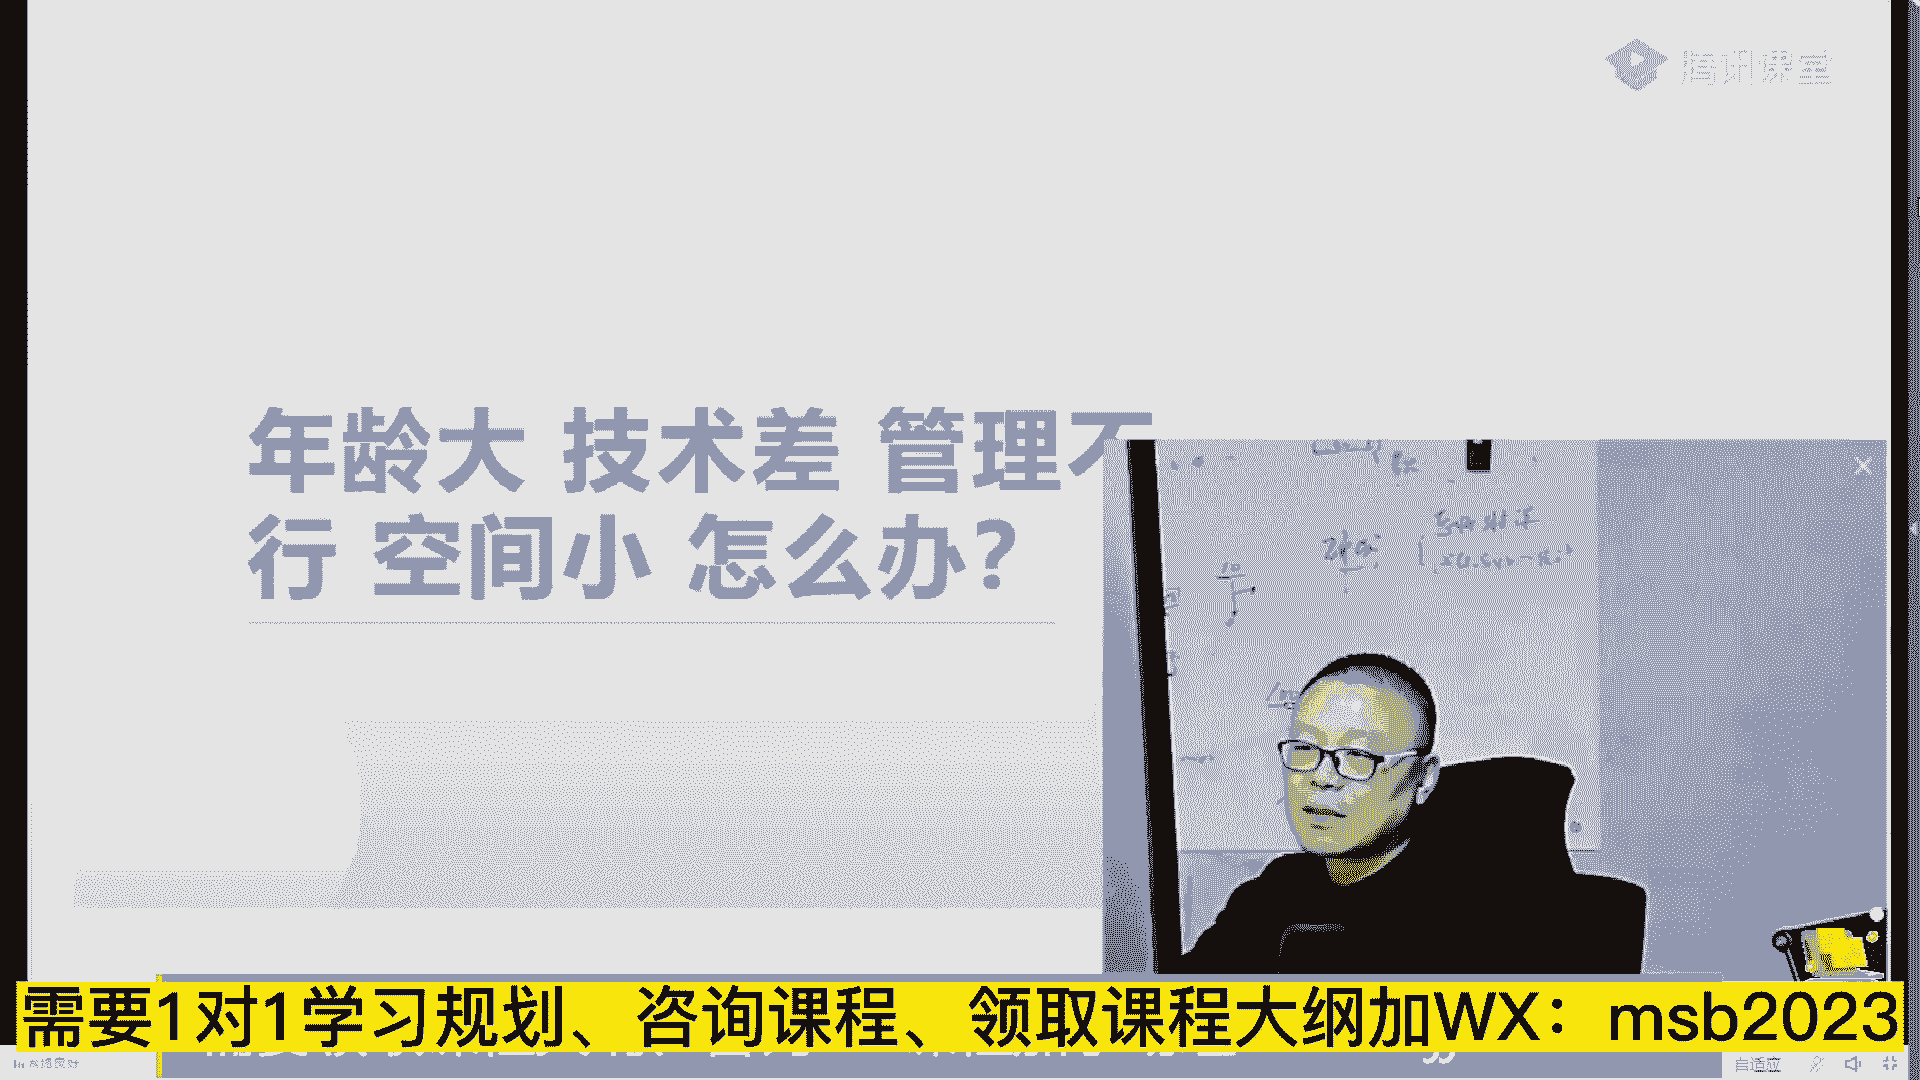 腾讯课堂
年龄大 技术差 管理不
行 空间小 怎么办?
需要1对1学习规划、咨询课程、领取课程大纲加WX：msb2023
自适应